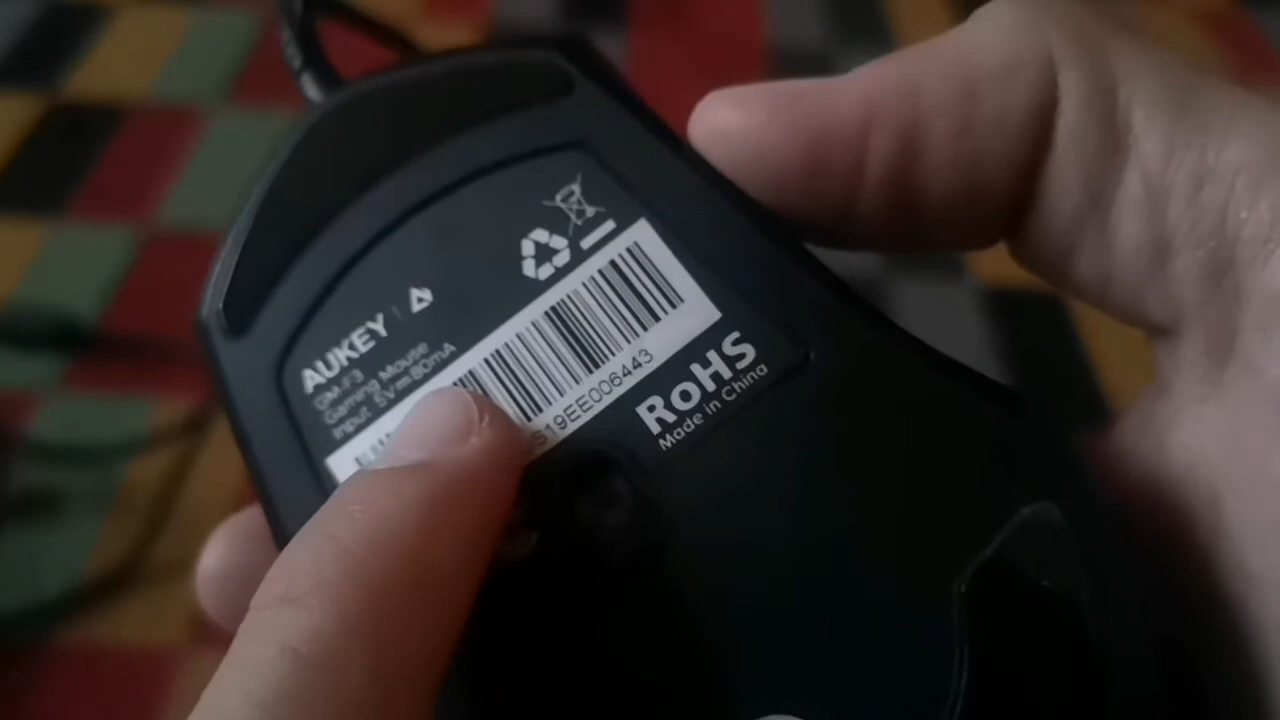 AUKEY
GM-F3
Gaming Mouse
Input 5V⎓80mA
S19EE006443
RoHS
Made in China